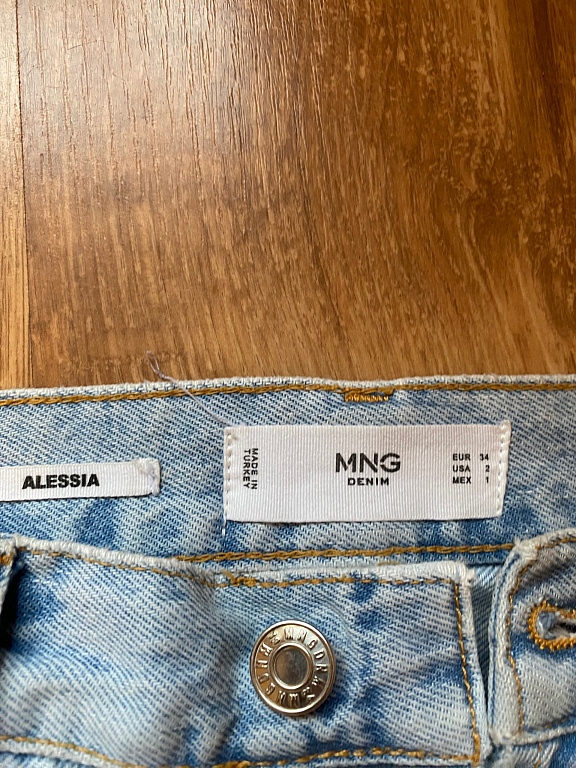 ALESSIA
MADE IN
TURKEY
MNG
DENIM
EUR 34
USA 2
MEX 1